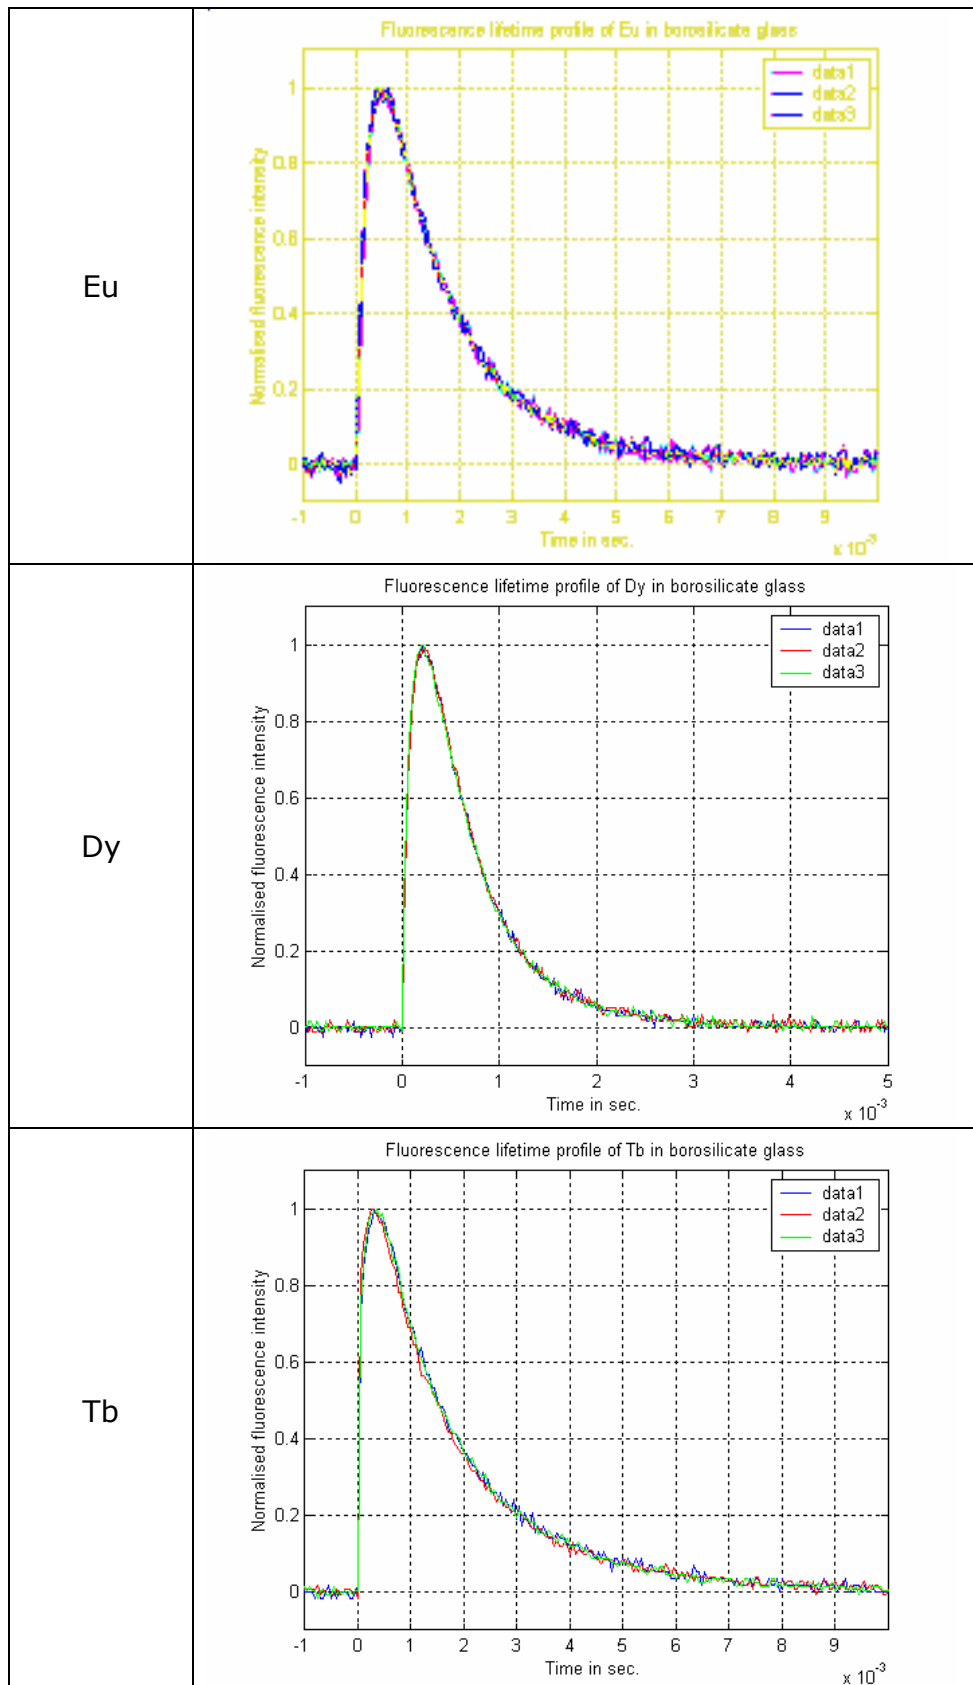 Eu
Fluorescence lifetime profile of Eu in borosilicate glass
data1
data2
data3
Normalised fluorescence intensity
1
0.8
0.6
0.4
0.2
0
-1 0 1 2 3 4 5 6 7 8 9
Time in sec.
x 10-3
Dy
Fluorescence lifetime profile of Dy in borosilicate glass
data1
data2
data3
Normalised fluorescence intensity
1
0.8
0.6
0.4
0.2
0
-1 0 1 2 3 4 5
Time in sec.
x 10-3
Tb
Fluorescence lifetime profile of Tb in borosilicate glass
data1
data2
data3
Normalised fluorescence intensity
1
0.8
0.6
0.4
0.2
0
-1 0 1 2 3 4 5 6 7 8 9
Time in sec.
x 10-3